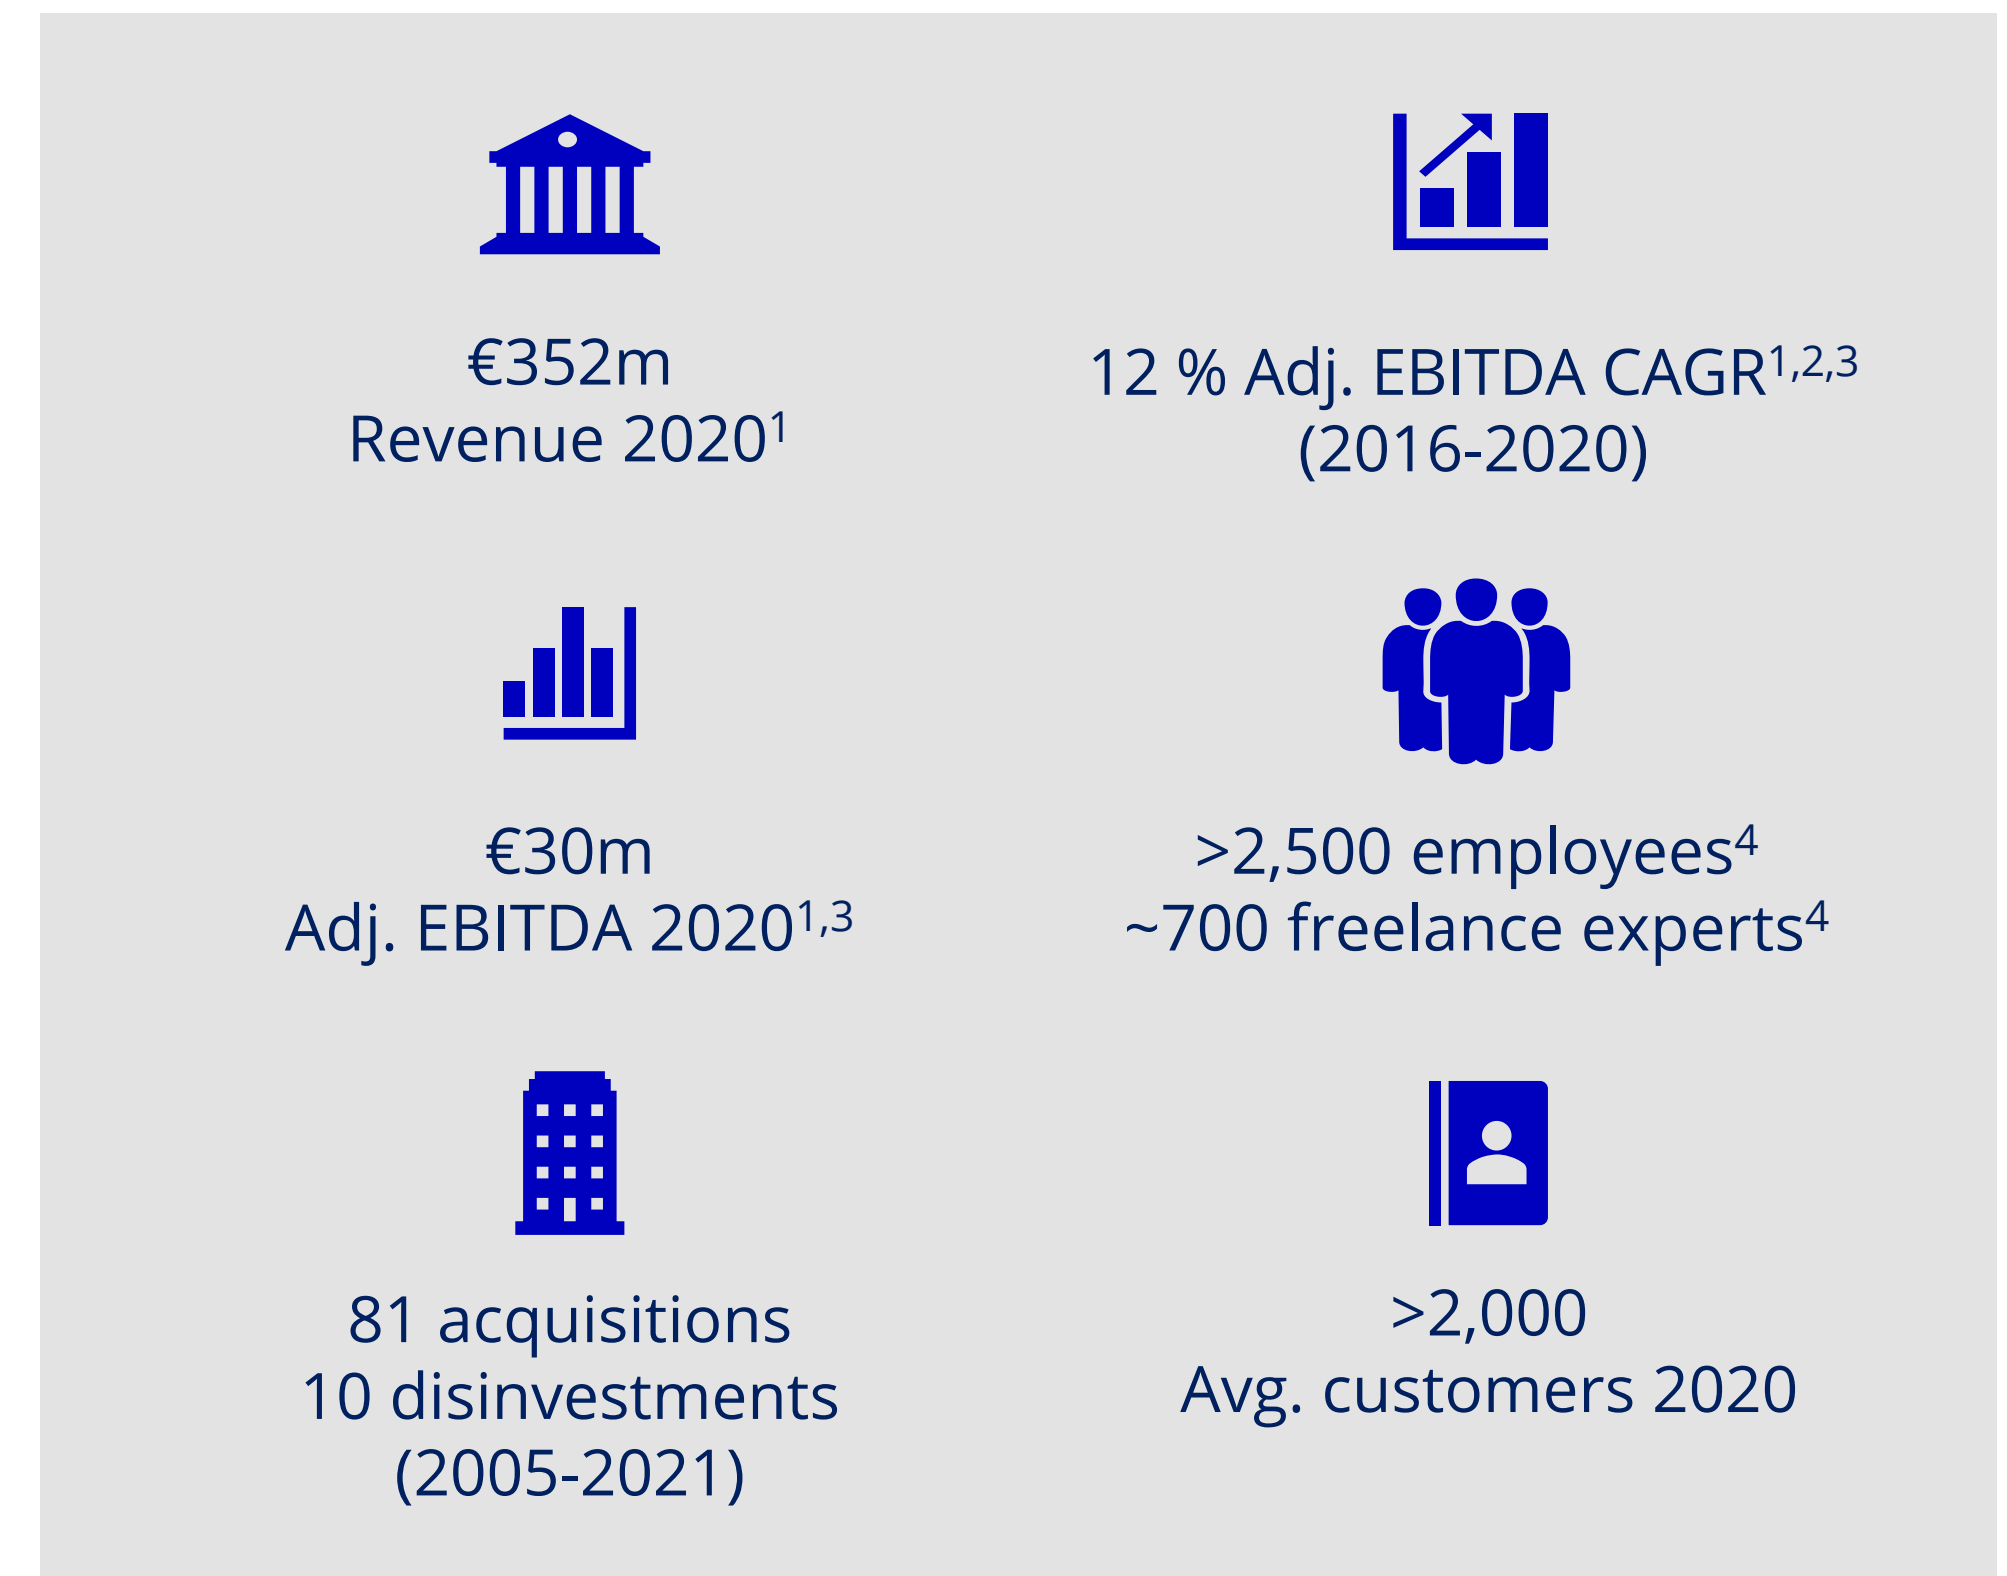 €352m
Revenue 2020¹
12 % Adj. EBITDA CAGR¹,²,³
(2016-2020)
€30m
Adj. EBITDA 2020¹,³
>2,500 employees⁴
~700 freelance experts⁴
81 acquisitions
10 disinvestments
(2005-2021)
>2,000
Avg. customers 2020